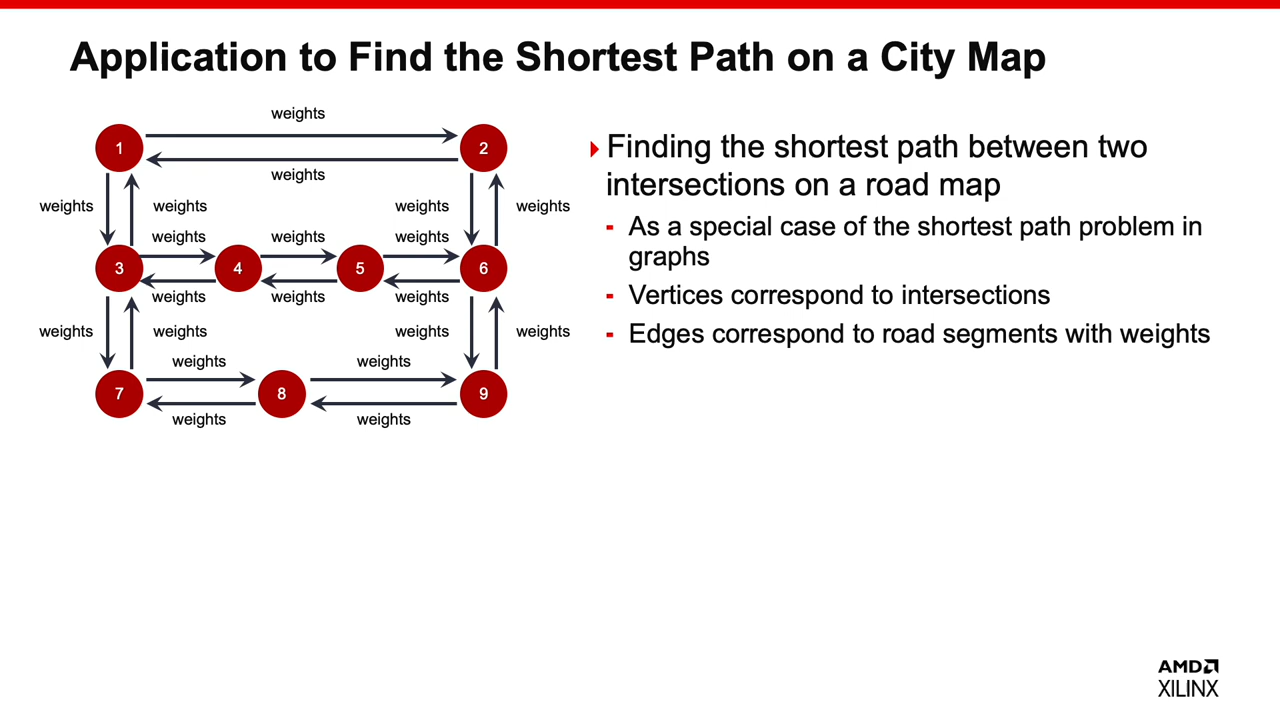 Application to Find the Shortest Path on a City Map
weights
1
2
weights
weights
weights
weights
weights
weights
weights
weights
3
4
5
6
weights
weights
weights
weights
weights
weights
weights
weights
weights
7
8
9
weights
weights
Finding the shortest path between two
intersections on a road map
- As a special case of the shortest path problem in
graphs
- Vertices correspond to intersections
- Edges correspond to road segments with weights
AMD
XILINX